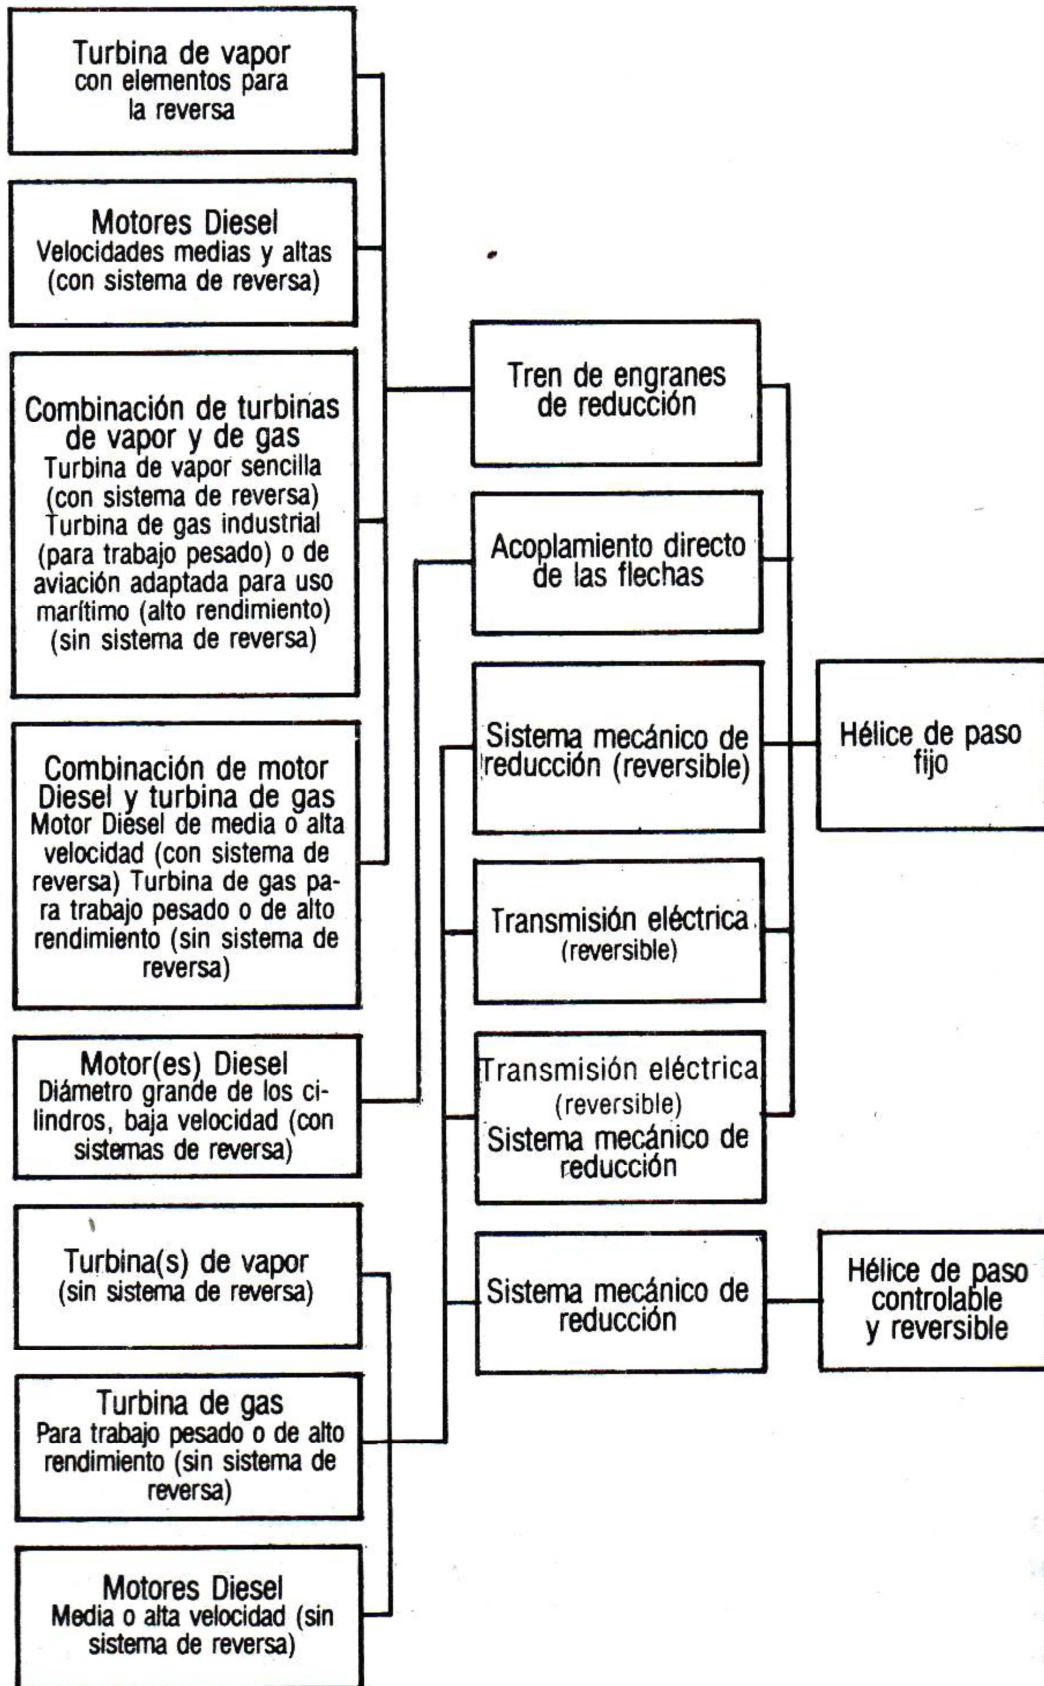 Turbina de vapor
con elementos para
la reversa
Motores Diesel
Velocidades medias y altas
(con sistema de reversa)
Combinación de turbinas
de vapor y de gas
Turbina de vapor sencilla
(con sistema de reversa)
Turbina de gas industrial
(para trabajo pesado) o de
aviación adaptada para uso
marítimo (alto rendimiento)
(sin sistema de reversa)
Combinación de motor
Diesel y turbina de gas
Motor Diesel de media o alta
velocidad (con sistema de
reversa) Turbina de gas pa-
ra trabajo pesado o de alto
rendimiento (sin sistema de
reversa)
Motor(es) Diesel
Diámetro grande de los ci-
lindros, baja velocidad (con
sistemas de reversa)
Turbina(s) de vapor
(sin sistema de reversa)
Turbina de gas
Para trabajo pesado o de alto
rendimiento (sin sistema de
reversa)
Motores Diesel
Media o alta velocidad (sin
sistema de reversa)
Tren de engranes
de reducción
Acoplamiento directo
de las flechas
Sistema mecánico de
reducción (reversible)
Transmisión eléctrica
(reversible)
Transmisión eléctrica
(reversible)
Sistema mecánico de
reducción
Sistema mecánico de
reducción
Hélice de paso
fijo
Hélice de paso
controlable
y reversible